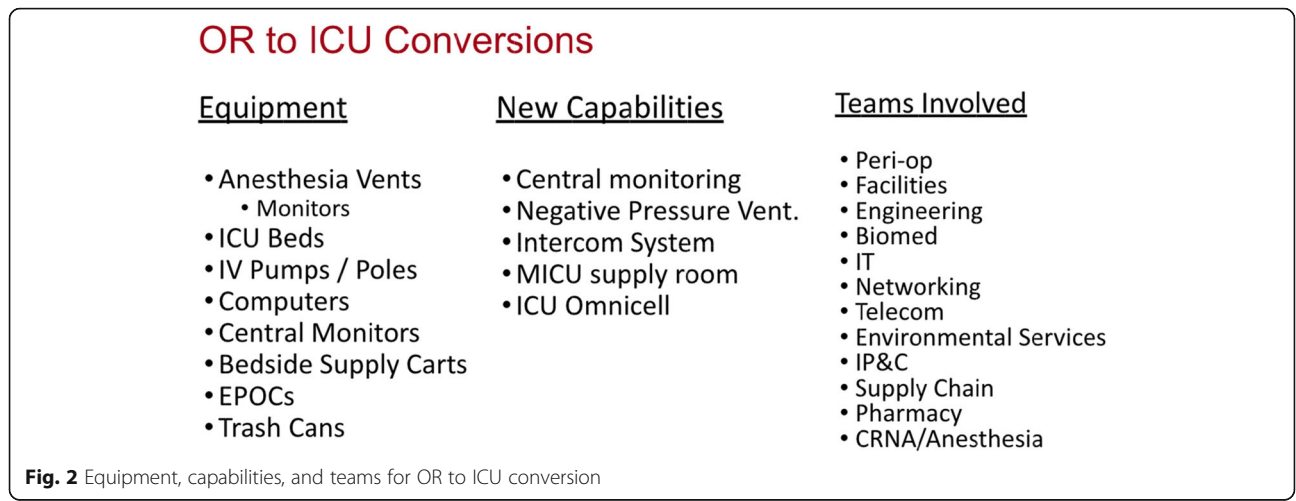 OR to ICU Conversions
Equipment
• Anesthesia Vents
• Monitors
• ICU Beds
• IV Pumps / Poles
• Computers
• Central Monitors
• Bedside Supply Carts
• EPOCs
• Trash Cans
New Capabilities
• Central monitoring
• Negative Pressure Vent.
• Intercom System
• MICU supply room
• ICU Omnicell
Teams Involved
• Peri-op
• Facilities
• Engineering
• Biomed
• IT
• Networking
• Telecom
• Environmental Services
• IP&C
• Supply Chain
• Pharmacy
• CRNA/Anesthesia
Fig. 2 Equipment, capabilities, and teams for OR to ICU conversion